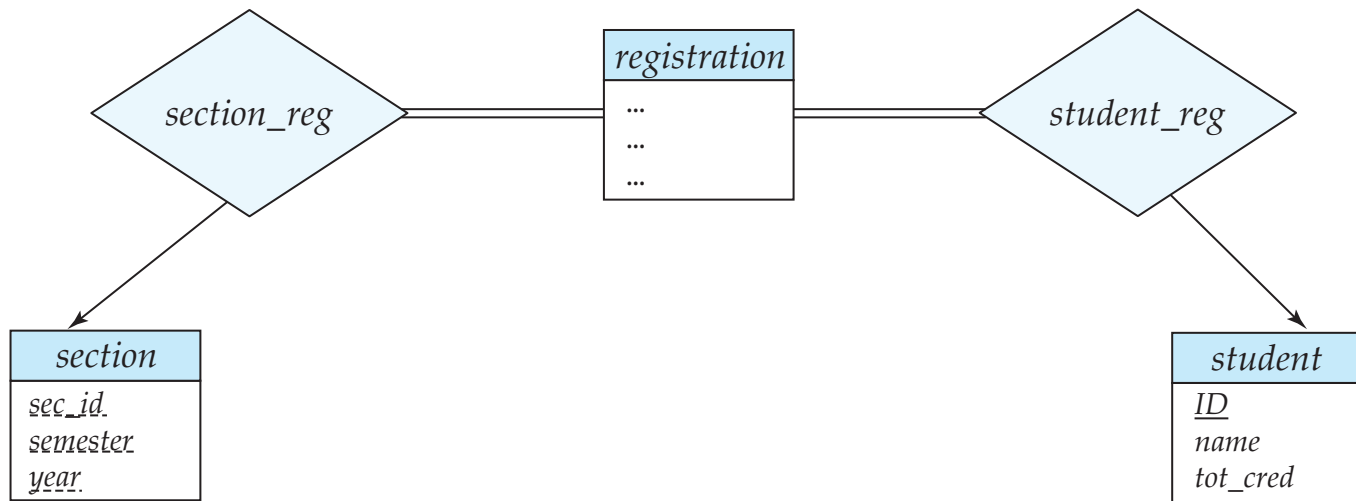 section_reg
registration
...
...
...
student_reg
section
sec_id
semester
year
student
ID
name
tot_cred